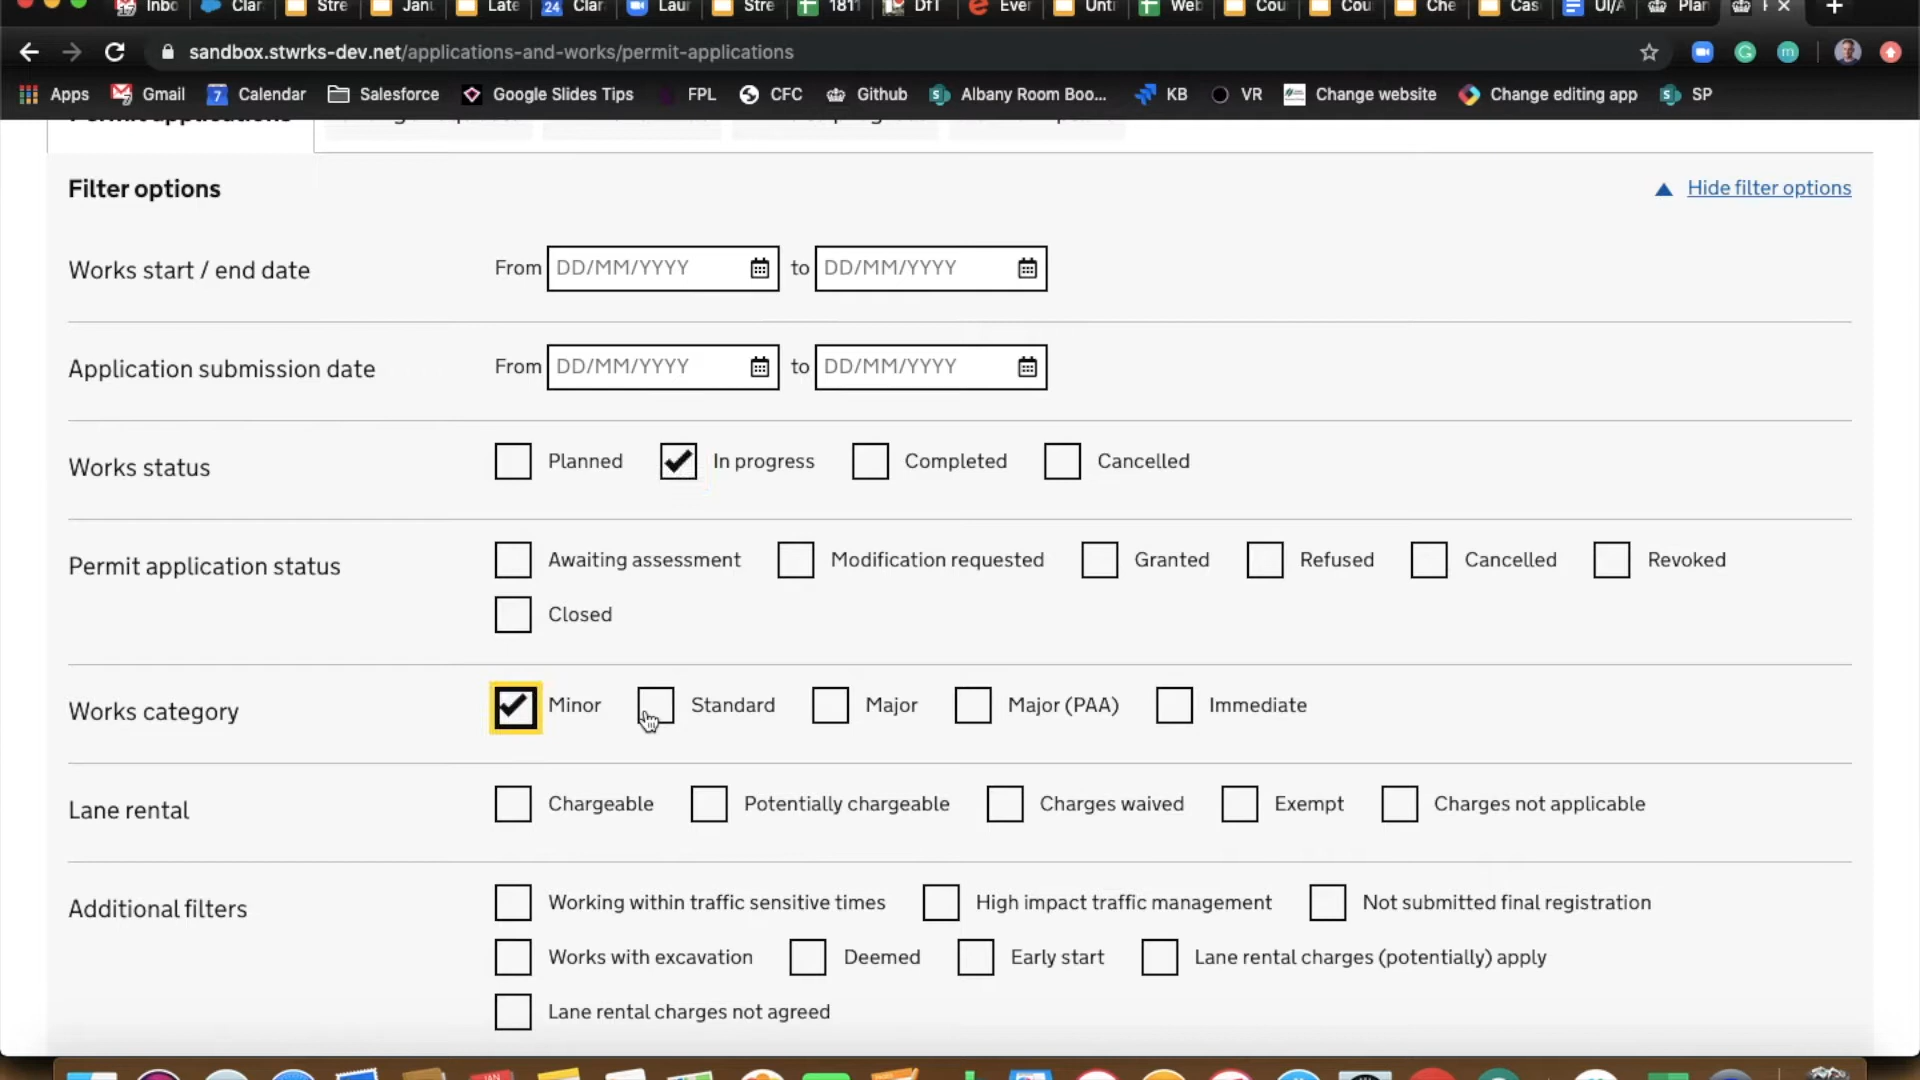 Inbo Clar Stre Janu Late 24 Clar Laur Stre 1811 DfT Ever Unti Web Cou Cou Che Cas UI/A Plan
sandbox.stwrks-dev.net/applications-and-works/permit-applications
Apps Gmail 7 Calendar Salesforce Google Slides Tips FPL CFC Github Albany Room Boo... KB VR Change website Change editing app SP
Permit applications
Filter options Hide filter options
Works start / end date From DD/MM/YYYY to DD/MM/YYYY
Application submission date From DD/MM/YYYY to DD/MM/YYYY
Works status Planned In progress Completed Cancelled
Permit application status Awaiting assessment Modification requested Granted Refused Cancelled Revoked
Closed
Works category Minor Standard Major Major (PAA) Immediate
Lane rental Chargeable Potentially chargeable Charges waived Exempt Charges not applicable
Additional filters Working within traffic sensitive times High impact traffic management Not submitted final registration
Works with excavation Deemed Early start Lane rental charges (potentially) apply
Lane rental charges not agreed
JAN